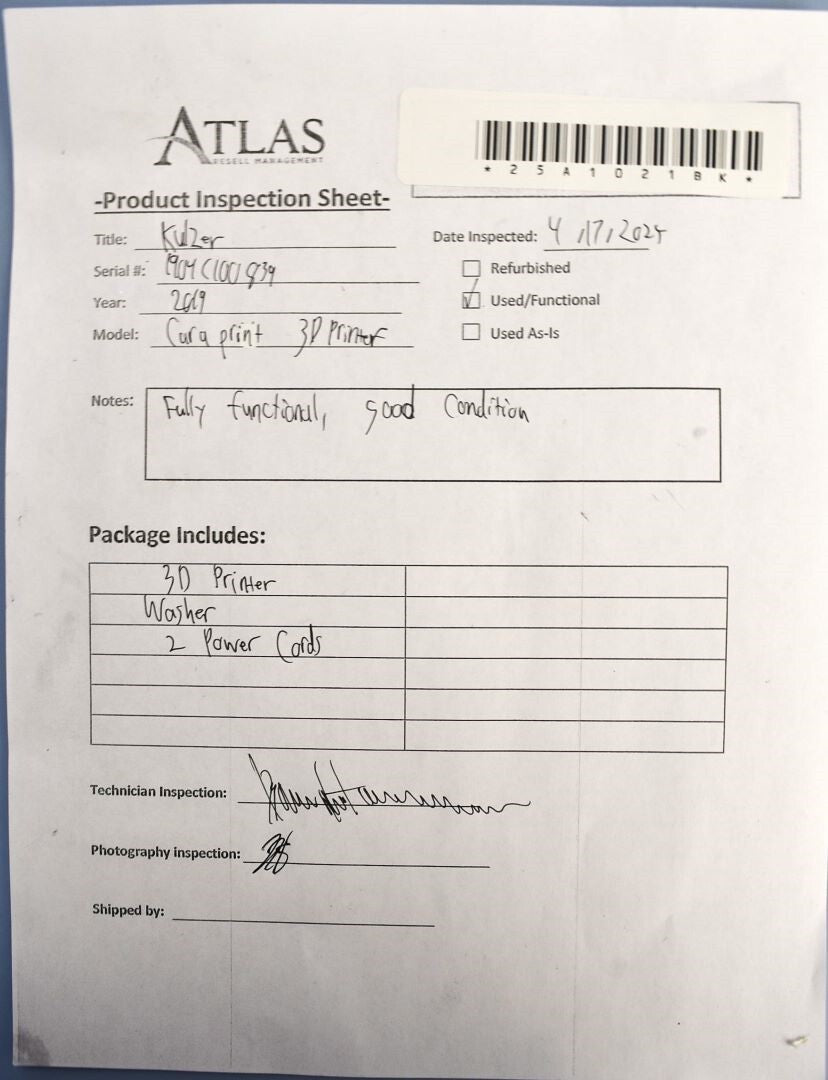 ATLAS
RESELL MANAGEMENT
* 2 5 A 1 0 2 1 B K *
-Product Inspection Sheet-
Title: Kulzer
Date Inspected: 4 /17/2024
Serial #:
Refurbished
Year: 2019
Used/Functional
Model: Cara print 3D Printer
Used As-Is
Notes: Fully functional, good Condition
Package Includes:
3D Printer
Washer
2 Power Cords
Technician Inspection:
Photography inspection:
Shipped by: